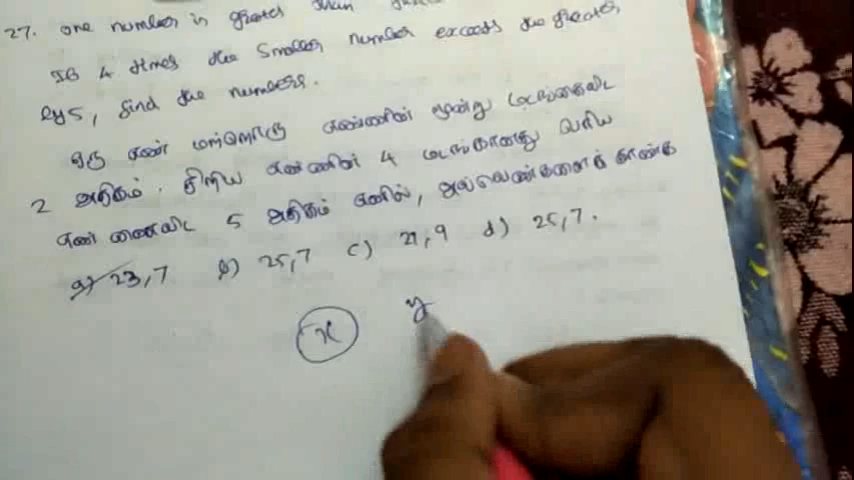 27. one number is greater than
If 4 times the smaller number exceeds the greater
by 5, find the numbers.
ஒரு எண் மற்றொரு எண்ணின் மூன்று மடங்கைவிட
2 அதிகம். சிறிய எண்ணின் 4 மடங்கானது பெரிய
எண்ணைவிட 5 அதிகம் எனில், அவ்வெண்களைக் காண்க
a) 23,7 b) 25,7 c) 27,9 d) 25,7.
x y